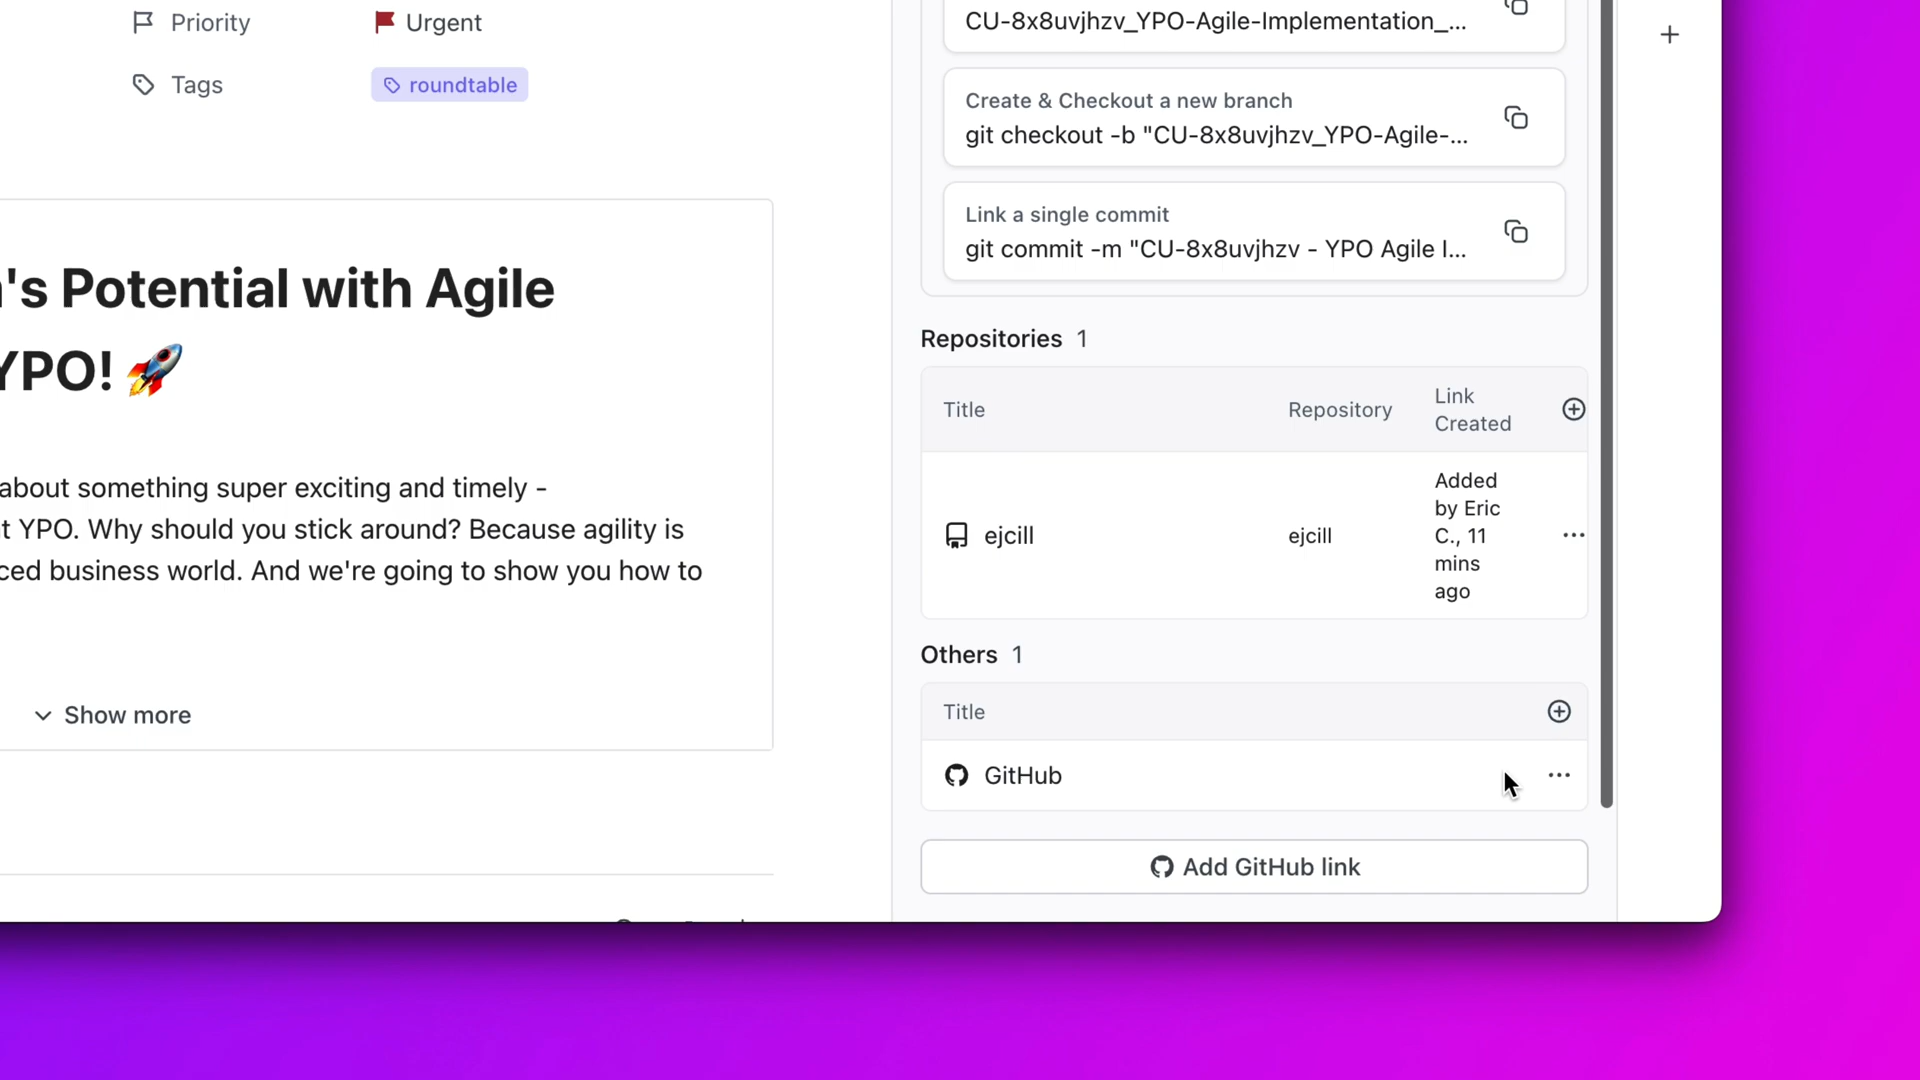 Priority
Urgent
Tags
roundtable
's Potential with Agile
YPO! 🚀
about something super exciting and timely -
t YPO. Why should you stick around? Because agility is
ced business world. And we're going to show you how to
Show more
CU-8x8uvjhzv_YPO-Agile-Implementation_...
Create & Checkout a new branch
git checkout -b "CU-8x8uvjhzv_YPO-Agile-...
Link a single commit
git commit -m "CU-8x8uvjhzv - YPO Agile I...
Repositories 1
Title
Repository
Link
Created
ejcill
ejcill
Added
by Eric
C., 11
mins
ago
Others 1
Title
GitHub
Add GitHub link